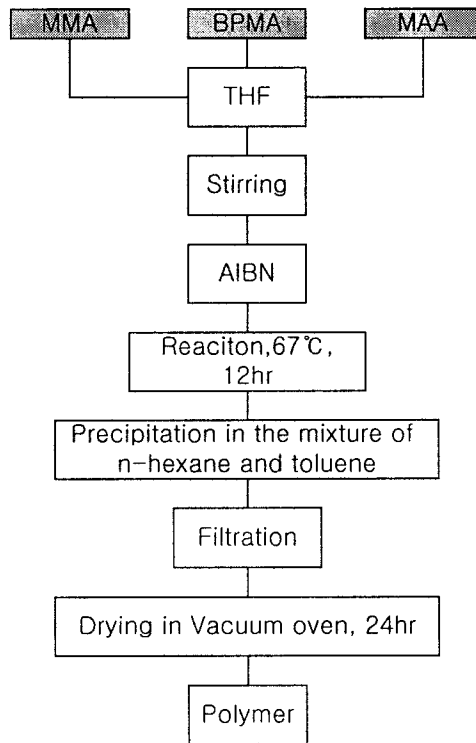 MMA
BPMA
MAA
THF
Stirring
AIBN
Reaciton,67℃,
12hr
Precipitation in the mixture of
n-hexane and toluene
Filtration
Drying in Vacuum oven, 24hr
Polymer